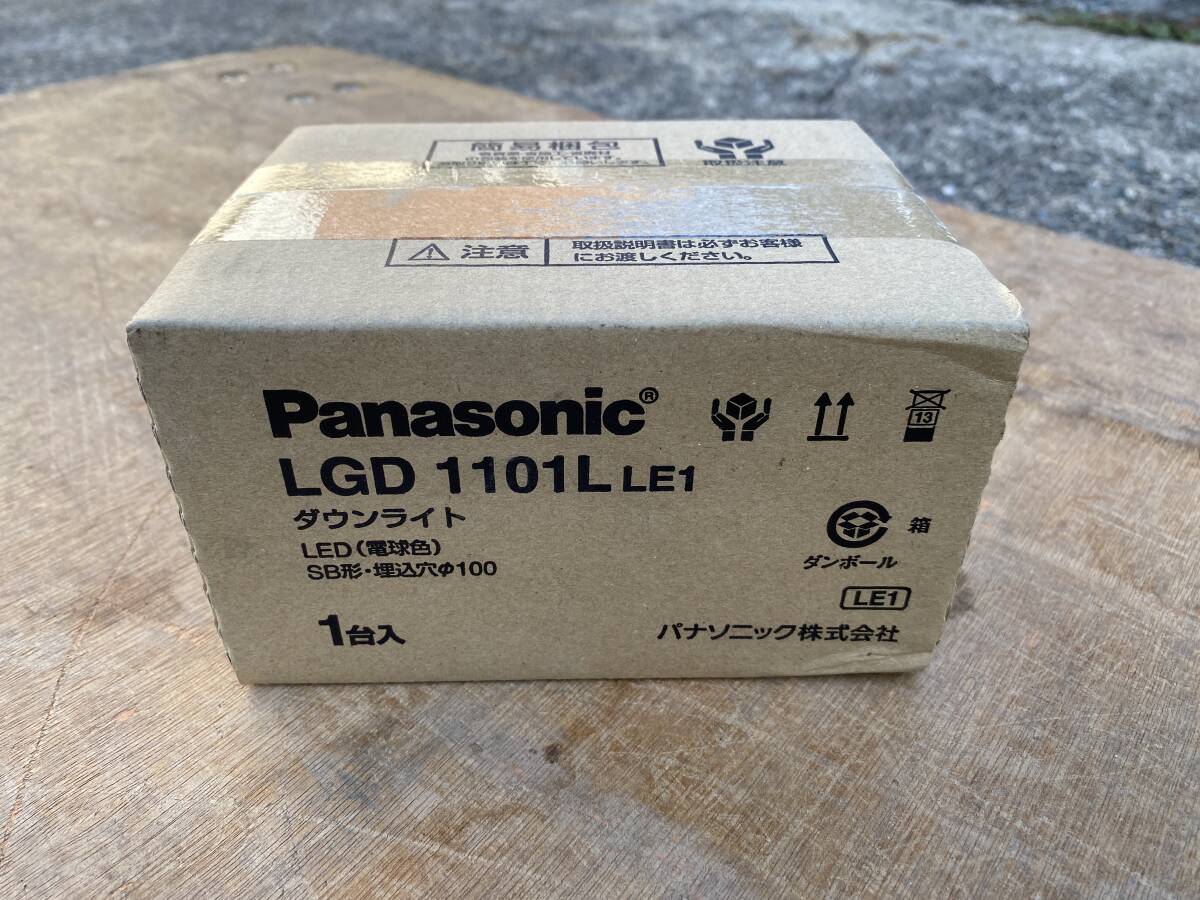 簡易梱包
取扱注意
注意
取扱説明書は必ずお客様
にお渡しください。
Panasonic®
13
LGD 1101L LE1
ダウンライト
LED(電球色)
SB形・埋込穴Φ100
箱
ダンボール
LE1
1台入
パナソニック株式会社